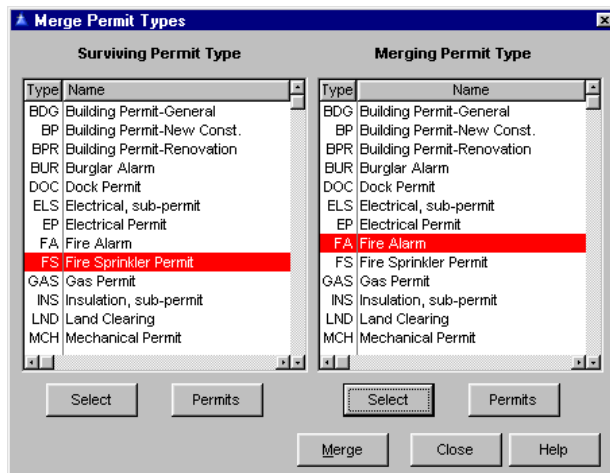 Merge Permit Types
Surviving Permit Type
Type Name
BDG Building Permit-General
BP Building Permit-New Const.
BPR Building Permit-Renovation
BUR Burglar Alarm
DOC Dock Permit
ELS Electrical, sub-permit
EP Electrical Permit
FA Fire Alarm
FS Fire Sprinkler Permit
GAS Gas Permit
INS Insulation, sub-permit
LND Land Clearing
MCH Mechanical Permit
Select Permits
Merging Permit Type
Type Name
BDG Building Permit-General
BP Building Permit-New Const.
BPR Building Permit-Renovation
BUR Burglar Alarm
DOC Dock Permit
ELS Electrical, sub-permit
EP Electrical Permit
FA Fire Alarm
FS Fire Sprinkler Permit
GAS Gas Permit
INS Insulation, sub-permit
LND Land Clearing
MCH Mechanical Permit
Select Permits
Merge Close Help